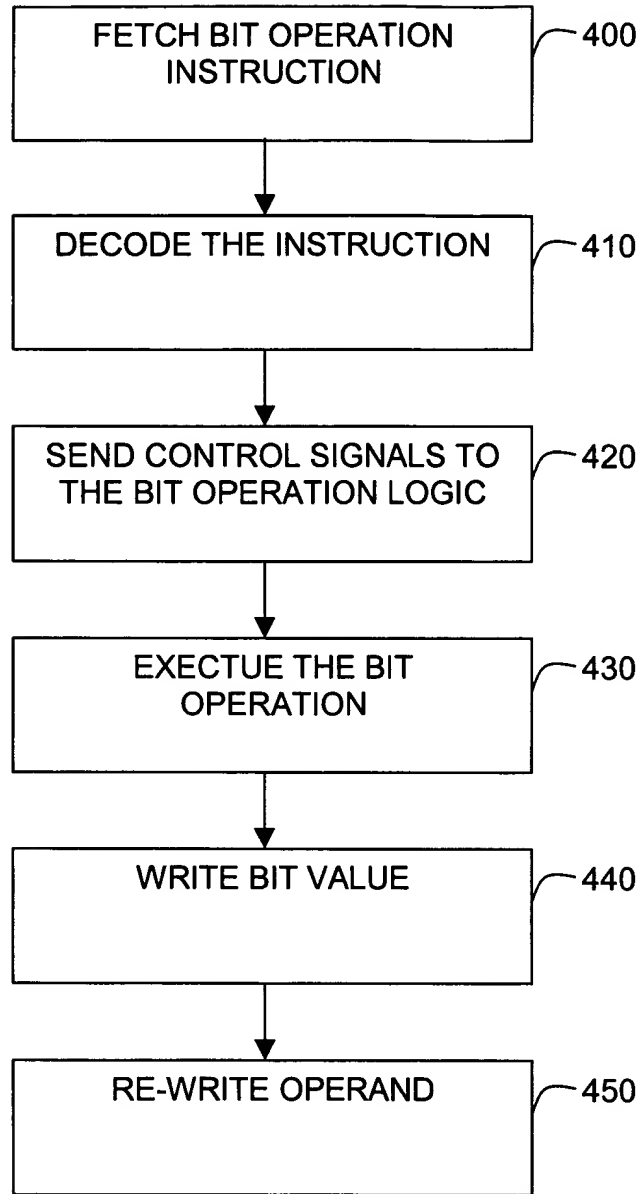 FETCH BIT OPERATION
INSTRUCTION
400
DECODE THE INSTRUCTION
410
SEND CONTROL SIGNALS TO
THE BIT OPERATION LOGIC
420
EXECTUE THE BIT
OPERATION
430
WRITE BIT VALUE
440
RE-WRITE OPERAND
450